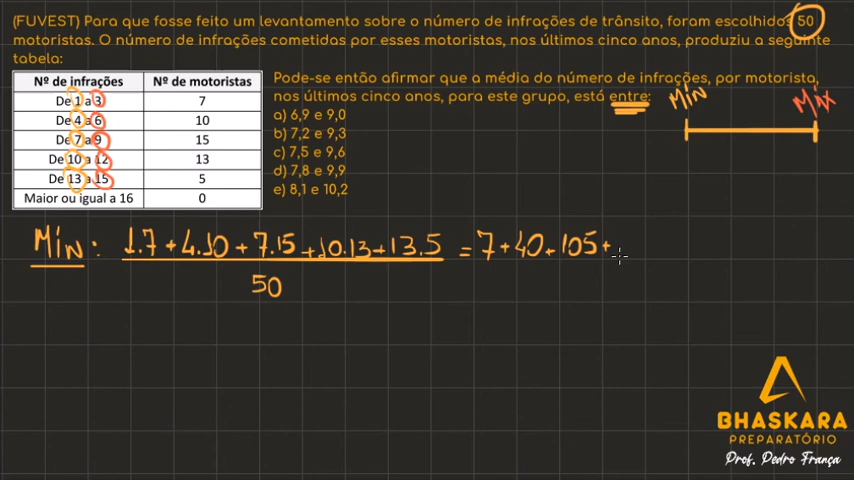 (FUVEST) Para que fosse feito um levantamento sobre o número de infrações de trânsito, foram escolhidos 50
motoristas. O número de infrações cometidas por esses motoristas, nos últimos cinco anos, produziu a seguinte
tabela:
Nº de infrações Nº de motoristas
De 1 a 3 7
De 4 a 6 10
De 7 a 9 15
De 10 a 12 13
De 13 a 15 5
Maior ou igual a 16 0
Pode-se então afirmar que a média do número de infrações, por motorista,
nos últimos cinco anos, para este grupo, está entre:
a) 6,9 e 9,0
b) 7,2 e 9,3
c) 7,5 e 9,6
d) 7,8 e 9,9
e) 8,1 e 10,2
Mín Máx
Mín: 1.7 + 4.10 + 7.15 + 10.13 + 13.5 = 7 + 40 + 105 +
50
BHASKARA
PREPARATÓRIO
Prof. Pedro França